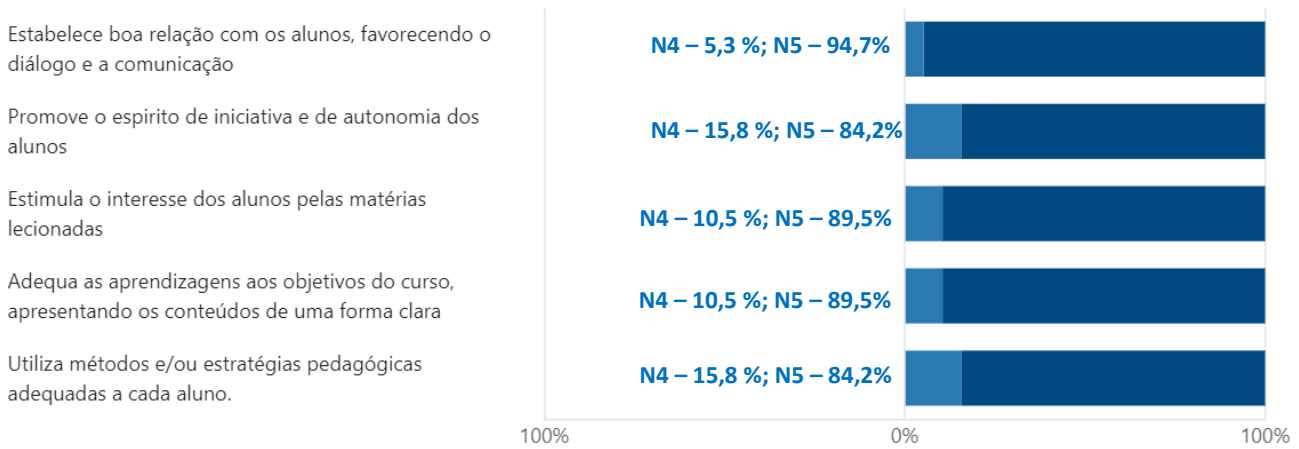 Estabelece boa relação com os alunos, favorecendo o
diálogo e a comunicação
N4 – 5,3 %; N5 – 94,7%
Promove o espirito de iniciativa e de autonomia dos
alunos
N4 – 15,8 %; N5 – 84,2%
Estimula o interesse dos alunos pelas matérias
lecionadas
N4 – 10,5 %; N5 – 89,5%
Adequa as aprendizagens aos objetivos do curso,
apresentando os conteúdos de uma forma clara
N4 – 10,5 %; N5 – 89,5%
Utiliza métodos e/ou estratégias pedagógicas
adequadas a cada aluno.
N4 – 15,8 %; N5 – 84,2%
100% 0% 100%